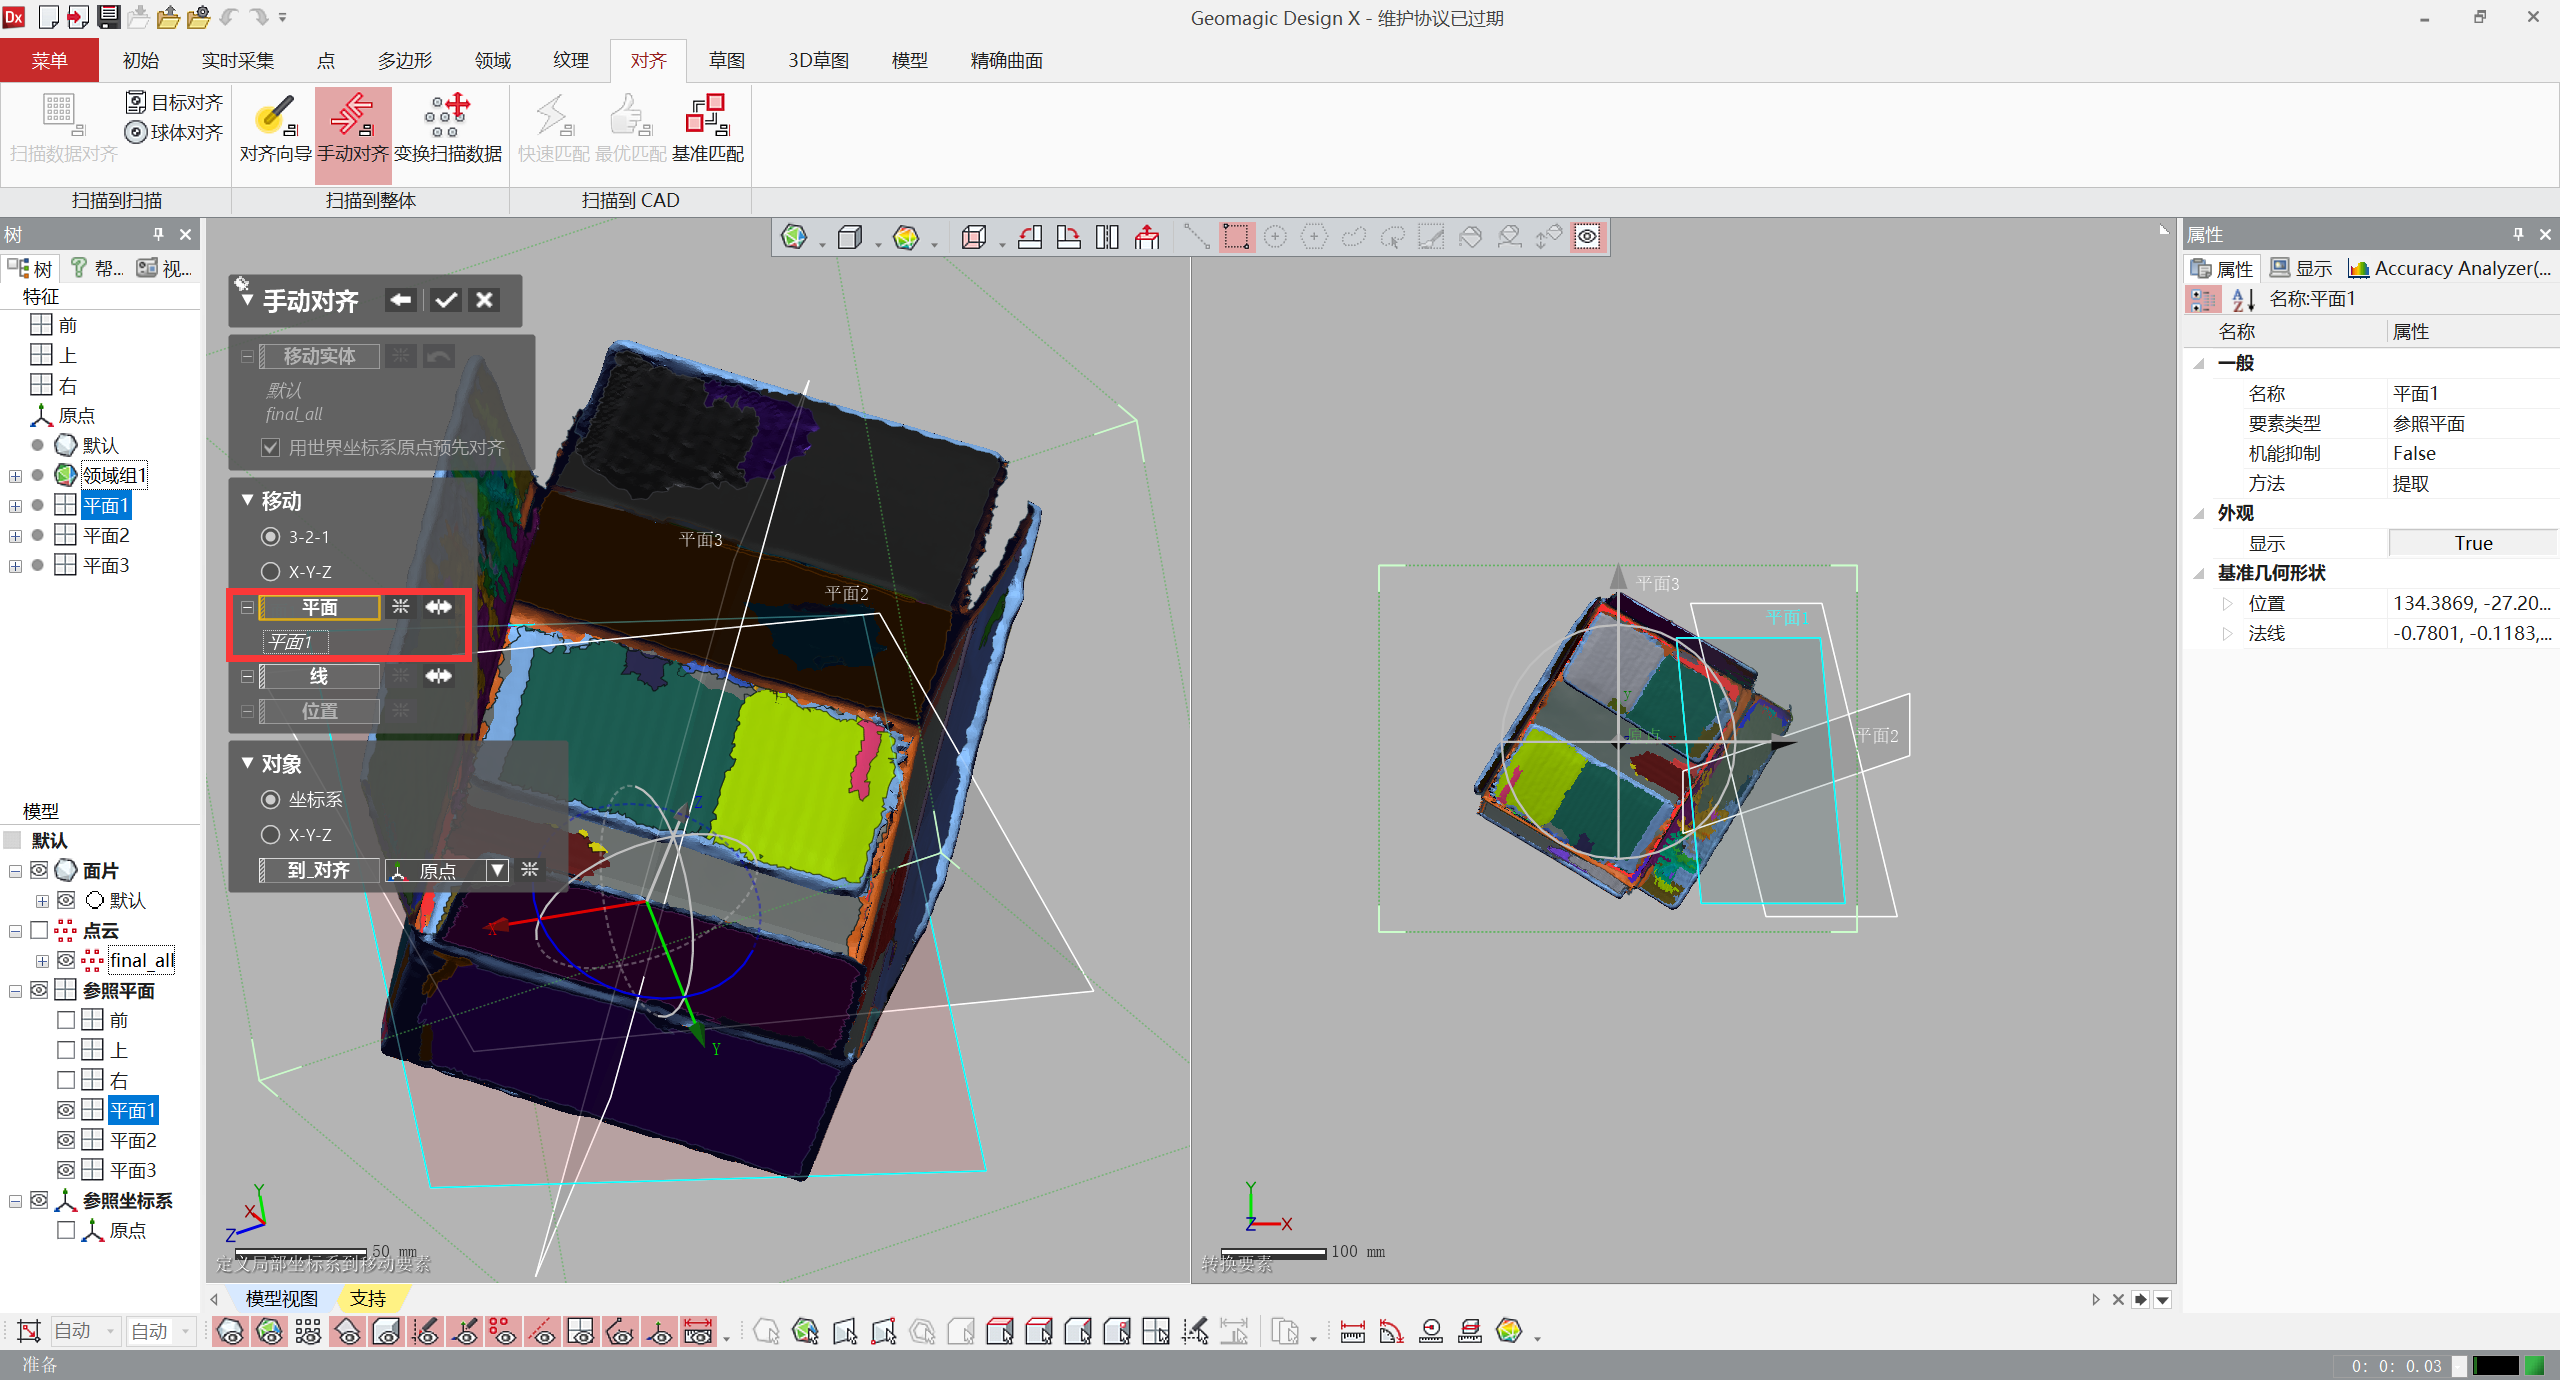 Dx
Geomagic Design X - 维护协议已过期
菜单 初始 实时采集 点 多边形 领域 纹理 对齐 草图 3D草图 模型 精确曲面
扫描数据对齐 目标对齐 球体对齐 对齐向导 手动对齐 变换扫描数据 快速匹配 最优匹配 基准匹配
扫描到扫描 扫描到整体 扫描到 CAD
树
树 帮... 视...
特征
前
上
右
原点
默认
领域组1
平面1
平面2
平面3
模型
默认
面片
默认
点云
final_all
参照平面
前
上
右
平面1
平面2
平面3
参照坐标系
原点
手动对齐
移动实体
默认
final_all
用世界坐标系原点预先对齐
移动
3-2-1
X-Y-Z
平面
平面1
线
位置
对象
坐标系
X-Y-Z
到_对齐 原点
平面3
平面2
Z
X
Y
Y
X
Z
50 mm
定义局部坐标系到移动要素
平面3
平面1
平面2
y
原点
Y
Z X
100 mm
转换要素
属性
属性 显示 Accuracy Analyzer(...
名称:平面1
名称 属性
一般
名称 平面1
要素类型 参照平面
机能抑制 False
方法 提取
外观
显示 True
基准几何形状
位置 134.3869, -27.20...
法线 -0.7801, -0.1183,...
模型视图 支持
自动 自动
准备
0: 0: 0.03